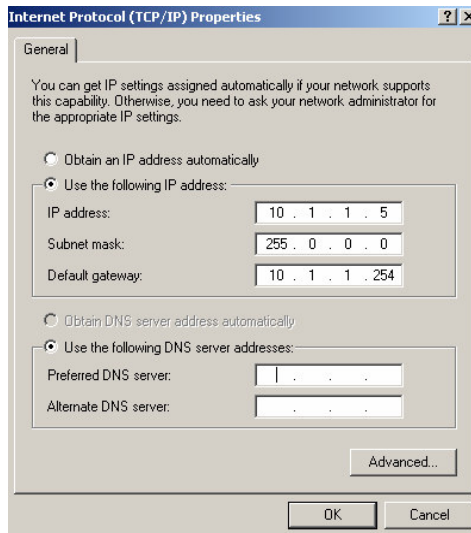 Internet Protocol (TCP/IP) Properties
General
You can get IP settings assigned automatically if your network supports
this capability. Otherwise, you need to ask your network administrator for
the appropriate IP settings.
Obtain an IP address automatically
Use the following IP address:
IP address: 10 . 1 . 1 . 5
Subnet mask: 255 . 0 . 0 . 0
Default gateway: 10 . 1 . 1 . 254
Obtain DNS server address automatically
Use the following DNS server addresses:
Preferred DNS server: . . .
Alternate DNS server: . . .
Advanced...
OK Cancel